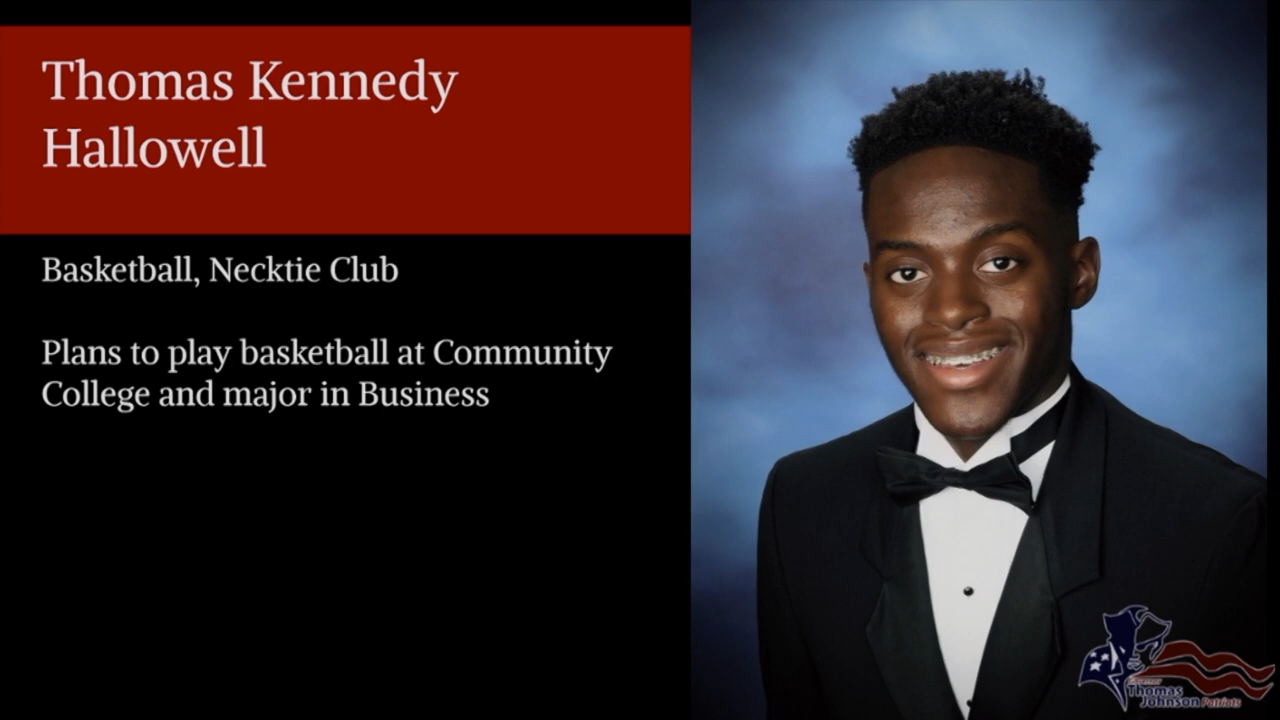 Thomas Kennedy
Hallowell
Basketball, Necktie Club
Plans to play basketball at Community
College and major in Business
Governor
Thomas
Johnson Patriots